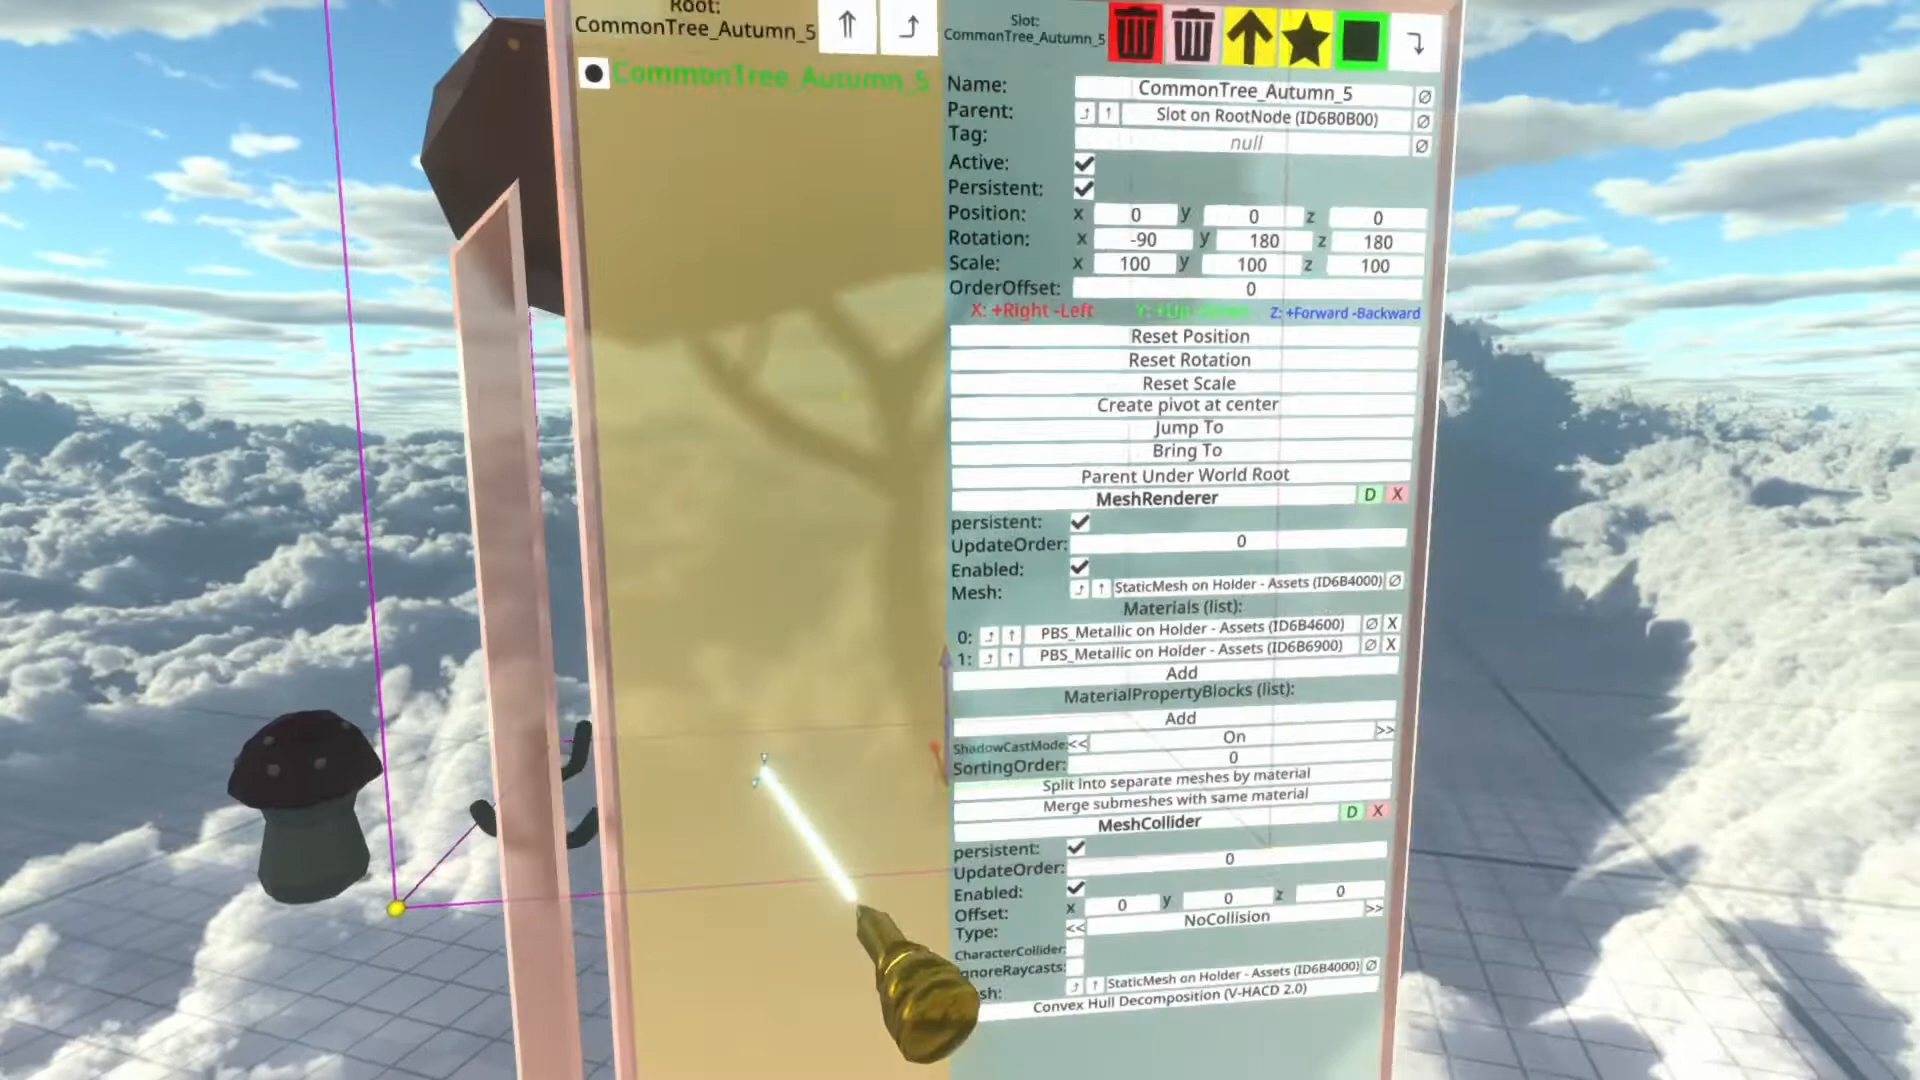 Root:
CommonTree_Autumn_5
CommonTree_Autumn_5
Slot:
CommonTree_Autumn_5
Name: CommonTree_Autumn_5 Ø
Parent: Slot on RootNode (ID6B0B00) Ø
Tag: null Ø
Active:
Persistent:
Position: x 0 y 0 z 0
Rotation: x -90 y 180 z 180
Scale: x 100 y 100 z 100
OrderOffset: 0
X: +Right -Left Y: +Up -Down Z: +Forward -Backward
Reset Position
Reset Rotation
Reset Scale
Create pivot at center
Jump To
Bring To
Parent Under World Root
MeshRenderer D X
persistent:
UpdateOrder: 0
Enabled:
Mesh: StaticMesh on Holder - Assets (ID6B4000) Ø
Materials (list):
0: PBS_Metallic on Holder - Assets (ID6B4600) Ø X
1: PBS_Metallic on Holder - Assets (ID6B6900) Ø X
Add
MaterialPropertyBlocks (list):
Add
ShadowCastMode: << On >>
SortingOrder: 0
Split into separate meshes by material
Merge submeshes with same material
MeshCollider D X
persistent:
UpdateOrder: 0
Enabled:
Offset: x 0 y 0 z 0
Type: << NoCollision >>
CharacterCollider:
gnoreRaycasts:
sh: StaticMesh on Holder - Assets (ID6B4000) Ø
Convex Hull Decomposition (V-HACD 2.0)